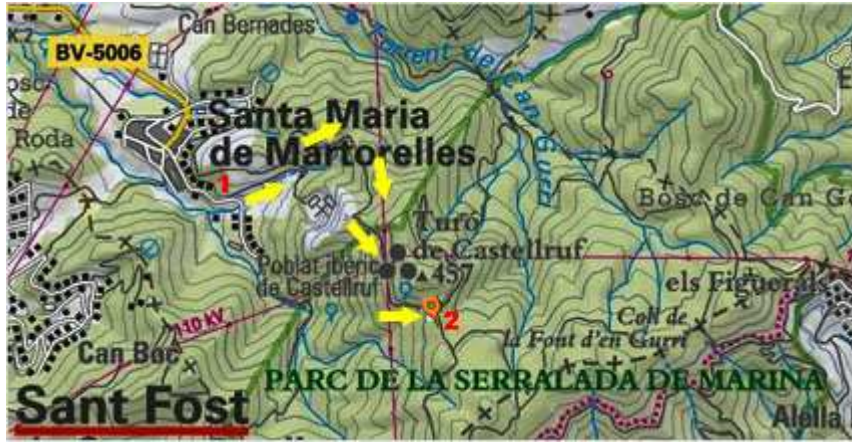 Can Bernades
BV-5006
Torrent de Can Gurri
Roda
Santa Maria
de Martorelles
1
Bosc de Can Go
Turó
de Castellruf
Poblat ibèric
de Castellruf
457
els Figuerals
2
Coll de
la Font d'en Gurri
110 kV
Can Boc
PARC DE LA SERRALADA DE MARINA
Sant Fost
Alella